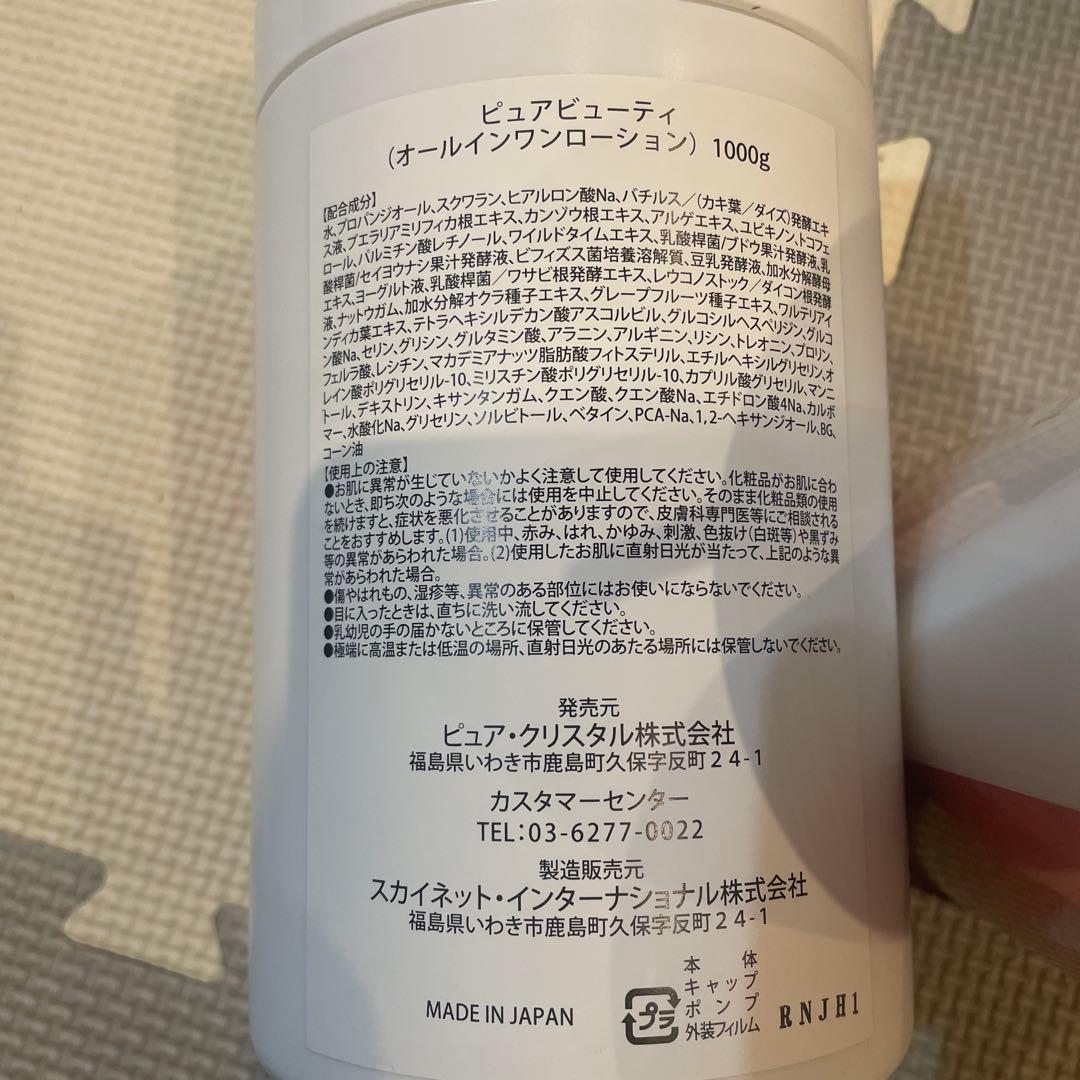 ピュアビューティ
（オールインワンローション） 1000g
【配合成分】
水、プロパンジオール、スクワラン、ヒアルロン酸Na、バチルス／（カキ葉／ダイズ）発酵エキ
ス液、プエラリアミリフィカ根エキス、カンゾウ根エキス、アルゲエキス、ユビキノン、トコフェ
ロール、パルミチン酸レチノール、ワイルドタイムエキス、乳酸桿菌/ブドウ果汁発酵液、乳
酸桿菌/セイヨウナシ果汁発酵液、ビフィズス菌培養溶解質、豆乳発酵液、加水分解酵母
エキス、ヨーグルト液、乳酸桿菌／ワサビ根発酵エキス、レウコノストック／ダイコン根発酵
液、ナットウガム、加水分解オクラ種子エキス、グレープフルーツ種子エキス、ワルテリアイ
ンディカ葉エキス、テトラヘキシルデカン酸アスコルビル、グルコシルヘスペリジン、グルコ
ン酸Na、セリン、グリシン、グルタミン酸、アラニン、アルギニン、リシン、トレオニン、プロリン、
フェルラ酸、レシチン、マカデミアナッツ脂肪酸フィトステリル、エチルヘキシルグリセリン、オ
レイン酸ポリグリセリル-10、ミリスチン酸ポリグリセリル-10、カプリル酸グリセリル、マンニ
トール、デキストリン、キサンタンガム、クエン酸、クエン酸Na、エチドロン酸4Na、カルボ
マー、水酸化Na、グリセリン、ソルビトール、ベタイン、PCA-Na、1,2-ヘキサンジオール、BG、
コーン油
【使用上の注意】
●お肌に異常が生じていないかよく注意して使用してください。化粧品がお肌に合わ
ないとき、即ち次のような場合には使用を中止してください。そのまま化粧品類の使用
を続けますと、症状を悪化させることがありますので、皮膚科専門医等にご相談される
ことをおすすめします。(1)使用中、赤み、はれ、かゆみ、刺激、色抜け（白斑等）や黒ずみ
等の異常があらわれた場合。(2)使用したお肌に直射日光が当たって、上記のような異
常があらわれた場合。
●傷やはれもの、湿疹等、異常のある部位にはお使いにならないでください。
●目に入ったときは、直ちに洗い流してください。
●乳幼児の手の届かないところに保管してください。
●極端に高温または低温の場所、直射日光のあたる場所には保管しないでください。
発売元
ピュア・クリスタル株式会社
福島県いわき市鹿島町久保字反町２４-１
カスタマーセンター
TEL：03-6277-0022
製造販売元
スカイネット・インターナショナル株式会社
福島県いわき市鹿島町久保字反町２４-１
MADE IN JAPAN
プラ
本体
キャップ
ポンプ
外装フィルム
RNJH1